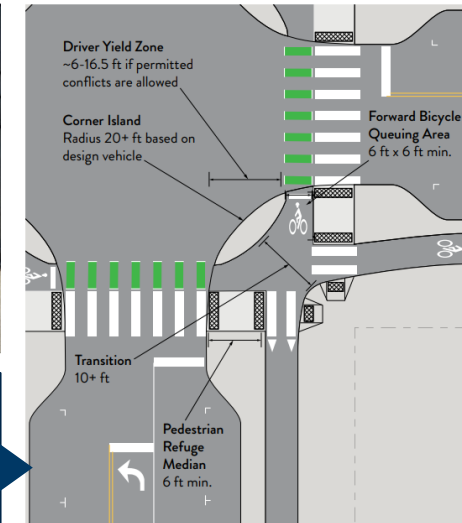 Driver Yield Zone
~6-16.5 ft if permitted
conflicts are allowed
Corner Island
Radius 20+ ft based on
design vehicle
Forward Bicycle
Queuing Area
6 ft x 6 ft min.
Transition
10+ ft
Pedestrian
Refuge
Median
6 ft min.